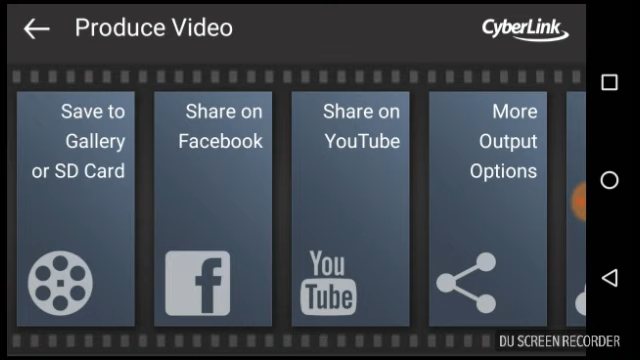 Produce Video
CyberLink
Save to
Gallery
or SD Card
Share on
Facebook
Share on
YouTube
More
Output
Options
f
You
Tube
DU SCREEN RECORDER